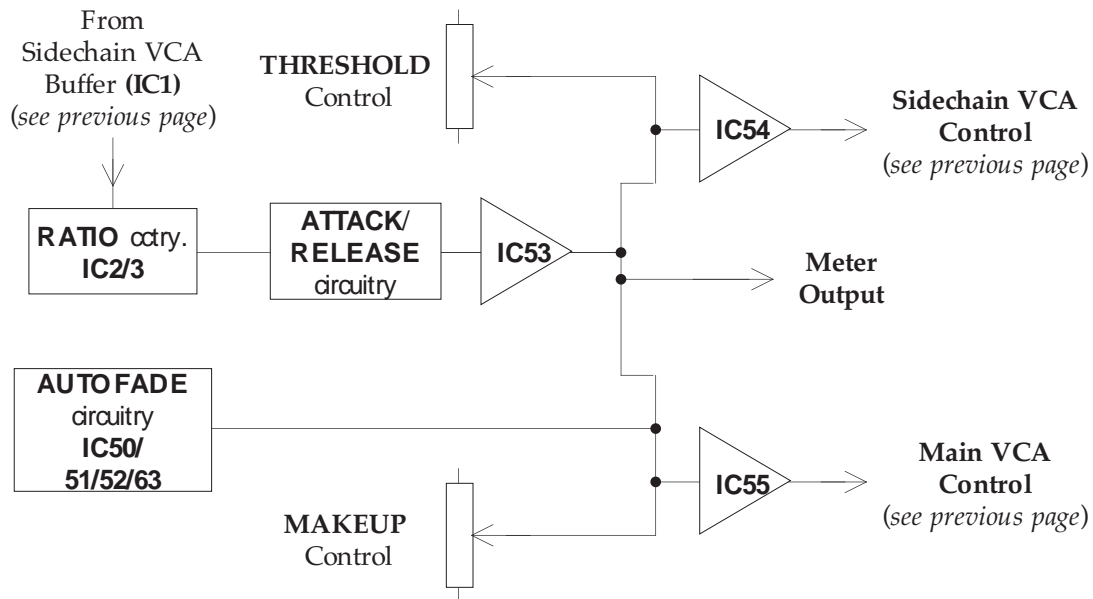 From
Sidechain VCA
Buffer (IC1)
(see previous page)
THRESHOLD
Control
IC54
Sidechain VCA
Control
(see previous page)
RATIO cctry.
IC2/3
ATTACK/
RELEASE
circuitry
IC53
Meter
Output
AUTOFADE
circuitry
IC50/
51/52/63
MAKEUP
Control
IC55
Main VCA
Control
(see previous page)